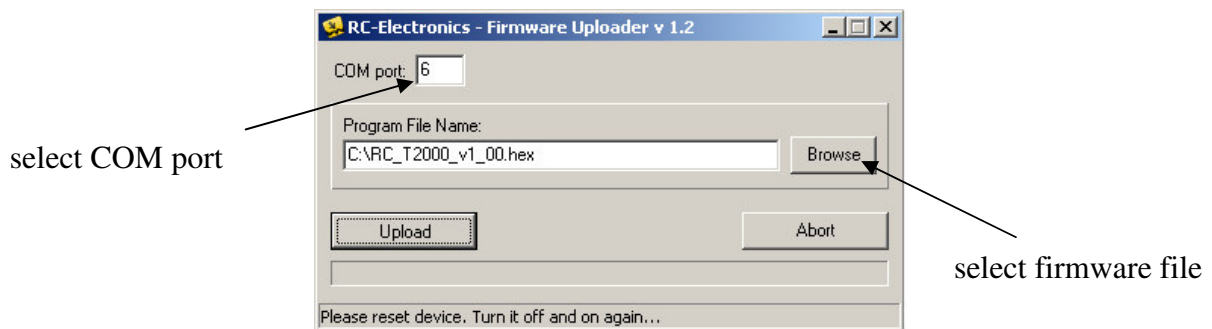 RC-Electronics - Firmware Uploader v 1.2
COM port: 6
select COM port
Program File Name:
C:\RC_T2000_v1_00.hex
Browse
Upload
Abort
select firmware file
Please reset device. Turn it off and on again...